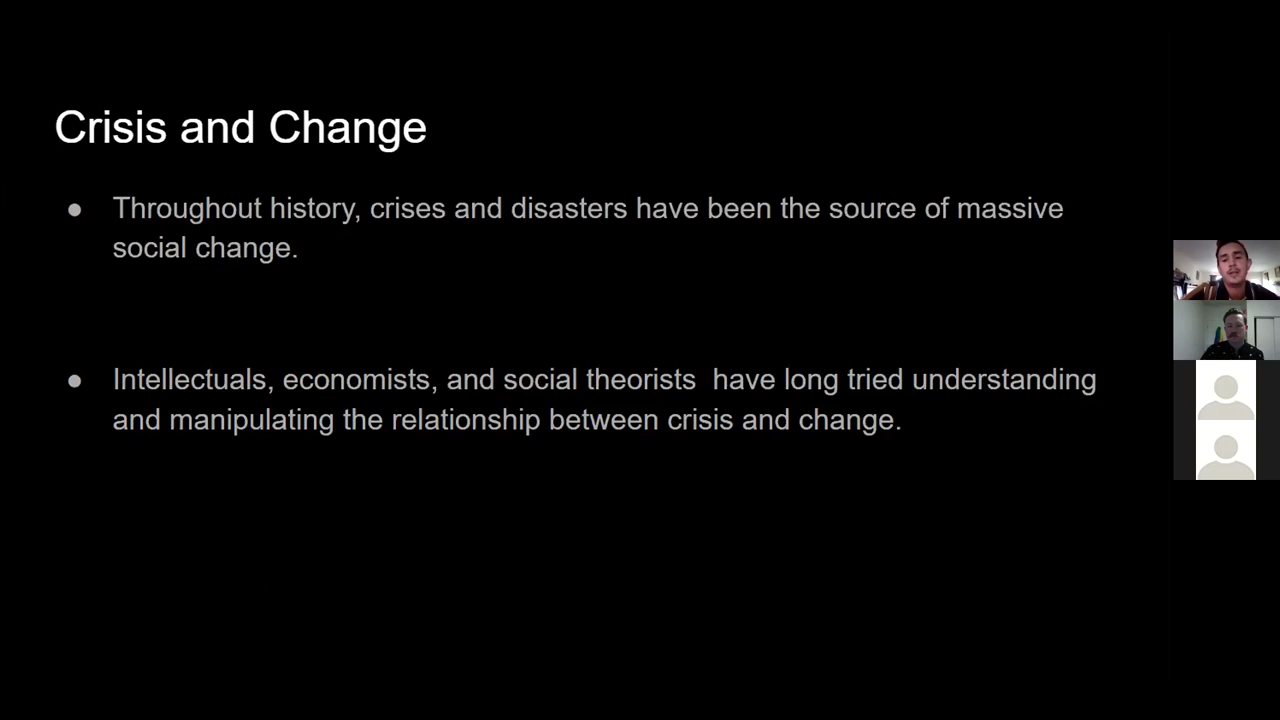 Crisis and Change
● Throughout history, crises and disasters have been the source of massive
social change.
● Intellectuals, economists, and social theorists  have long tried understanding
and manipulating the relationship between crisis and change.